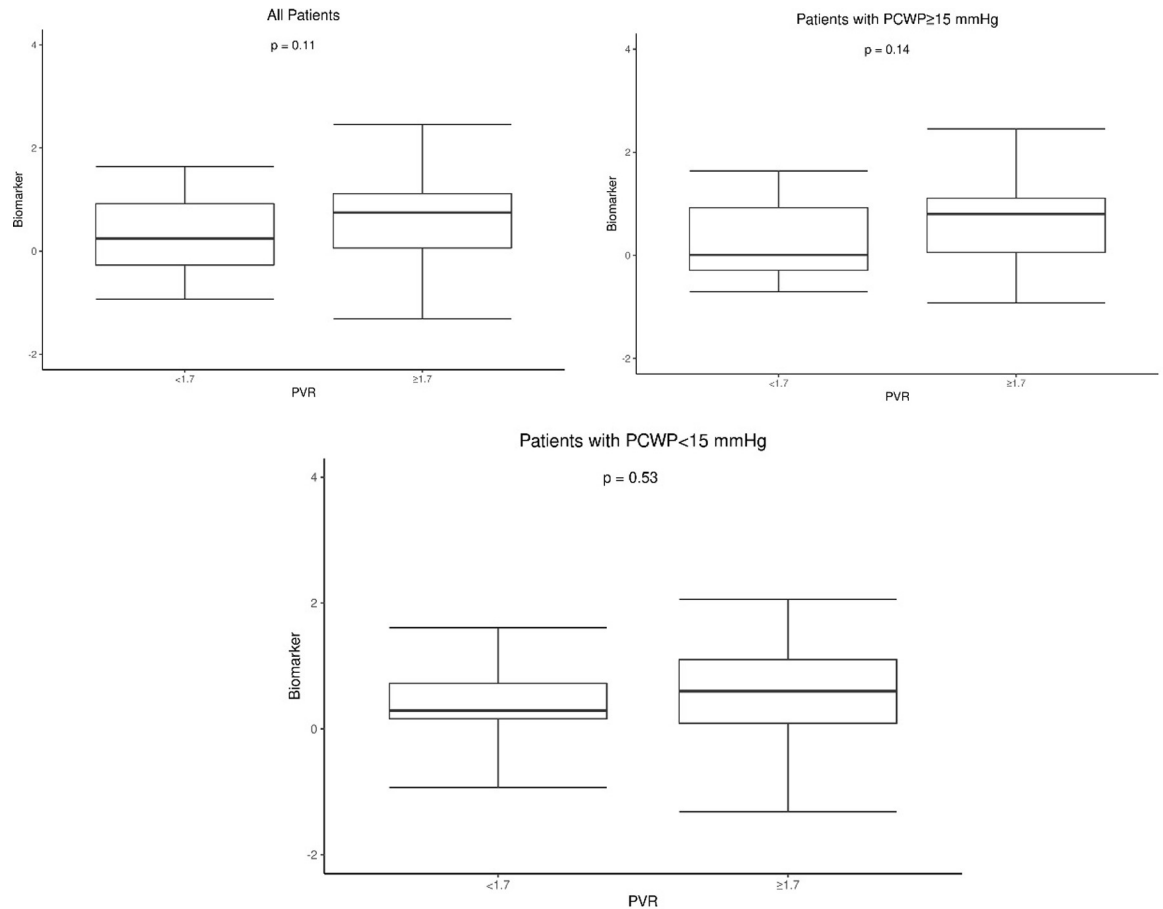 All Patients
p = 0.11
4
2
0
-2
Biomarker
<1.7
≥1.7
PVR
Patients with PCWP≥15 mmHg
p = 0.14
4
2
0
-2
Biomarker
<1.7
≥1.7
PVR
Patients with PCWP<15 mmHg
p = 0.53
4
2
0
-2
Biomarker
<1.7
≥1.7
PVR